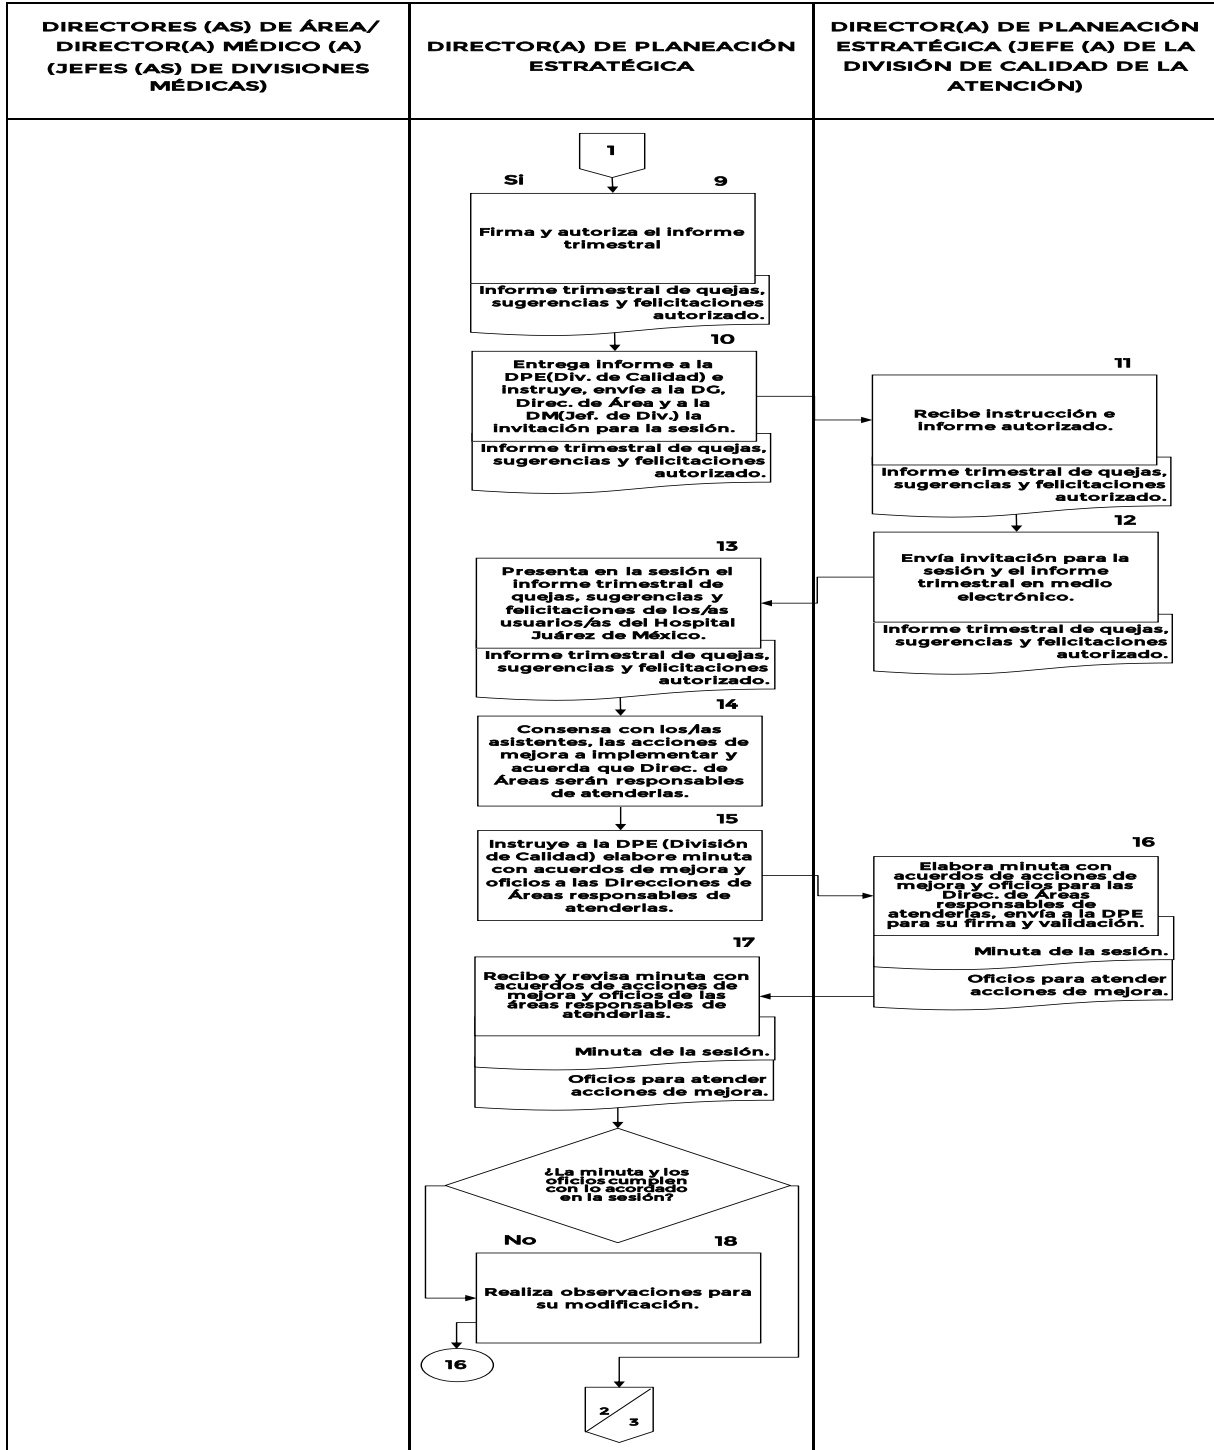 DIRECTORES (AS) DE ÁREA/
DIRECTOR(A) MÉDICO (A)
(JEFES (AS) DE DIVISIONES
MÉDICAS)
DIRECTOR(A) DE PLANEACIÓN
ESTRATÉGICA
DIRECTOR(A) DE PLANEACIÓN
ESTRATÉGICA (JEFE (A) DE LA
DIVISIÓN DE CALIDAD DE LA
ATENCIÓN)
1
Si
9
Firma y autoriza el informe
trimestral
Informe trimestral de quejas,
sugerencias y felicitaciones
autorizado.
10
Entrega informe a la
DPE(Div. de Calidad) e
instruye, envíe a la DG,
Direc. de Área y a la
DM(Jef. de Div.) la
invitación para la sesión.
Informe trimestral de quejas,
sugerencias y felicitaciones
autorizado.
11
Recibe instrucción e
informe autorizado.
Informe trimestral de quejas,
sugerencias y felicitaciones
autorizado.
12
Envía invitación para la
sesión y el informe
trimestral en medio
electrónico.
Informe trimestral de quejas,
sugerencias y felicitaciones
autorizado.
13
Presenta en la sesión el
informe trimestral de
quejas, sugerencias y
felicitaciones de los/as
usuarios/as del Hospital
Juárez de México.
Informe trimestral de quejas,
sugerencias y felicitaciones
autorizado.
14
Consensa con los/las
asistentes, las acciones de
mejora a implementar y
acuerda que Direc. de
Áreas serán responsables
de atenderlas.
15
Instruye a la DPE (División
de Calidad) elabore minuta
con acuerdos de mejora y
oficios a las Direcciones de
Áreas responsables de
atenderlas.
16
Elabora minuta con
acuerdos de acciones de
mejora y oficios para las
Direc. de Áreas
responsables de
atenderlas, envía a la DPE
para su firma y validación.
Minuta de la sesión.
Oficios para atender
acciones de mejora.
17
Recibe y revisa minuta con
acuerdos de acciones de
mejora y oficios de las
áreas responsables de
atenderlas.
Minuta de la sesión.
Oficios para atender
acciones de mejora.
¿La minuta y los
oficios cumplen
con lo acordado
en la sesión?
No
18
Realiza observaciones para
su modificación.
16
2
3